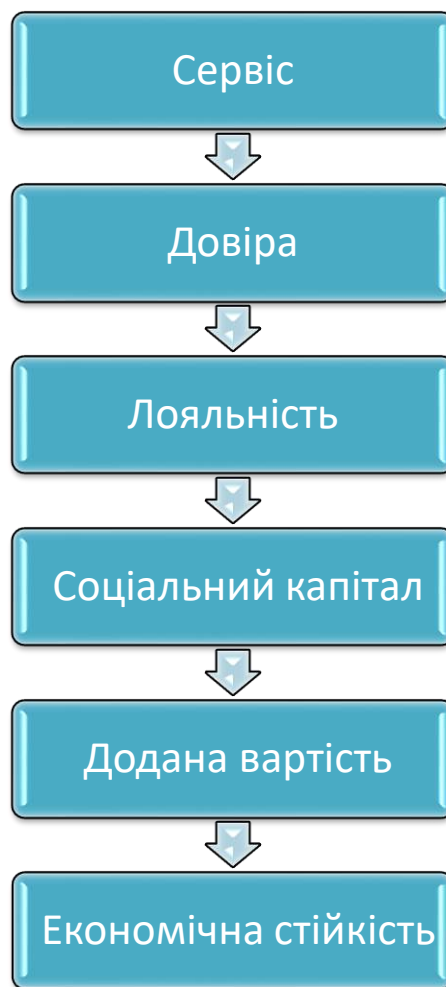 Сервіс
Довіра
Лояльність
Соціальний капітал
Додана вартість
Економічна стійкість